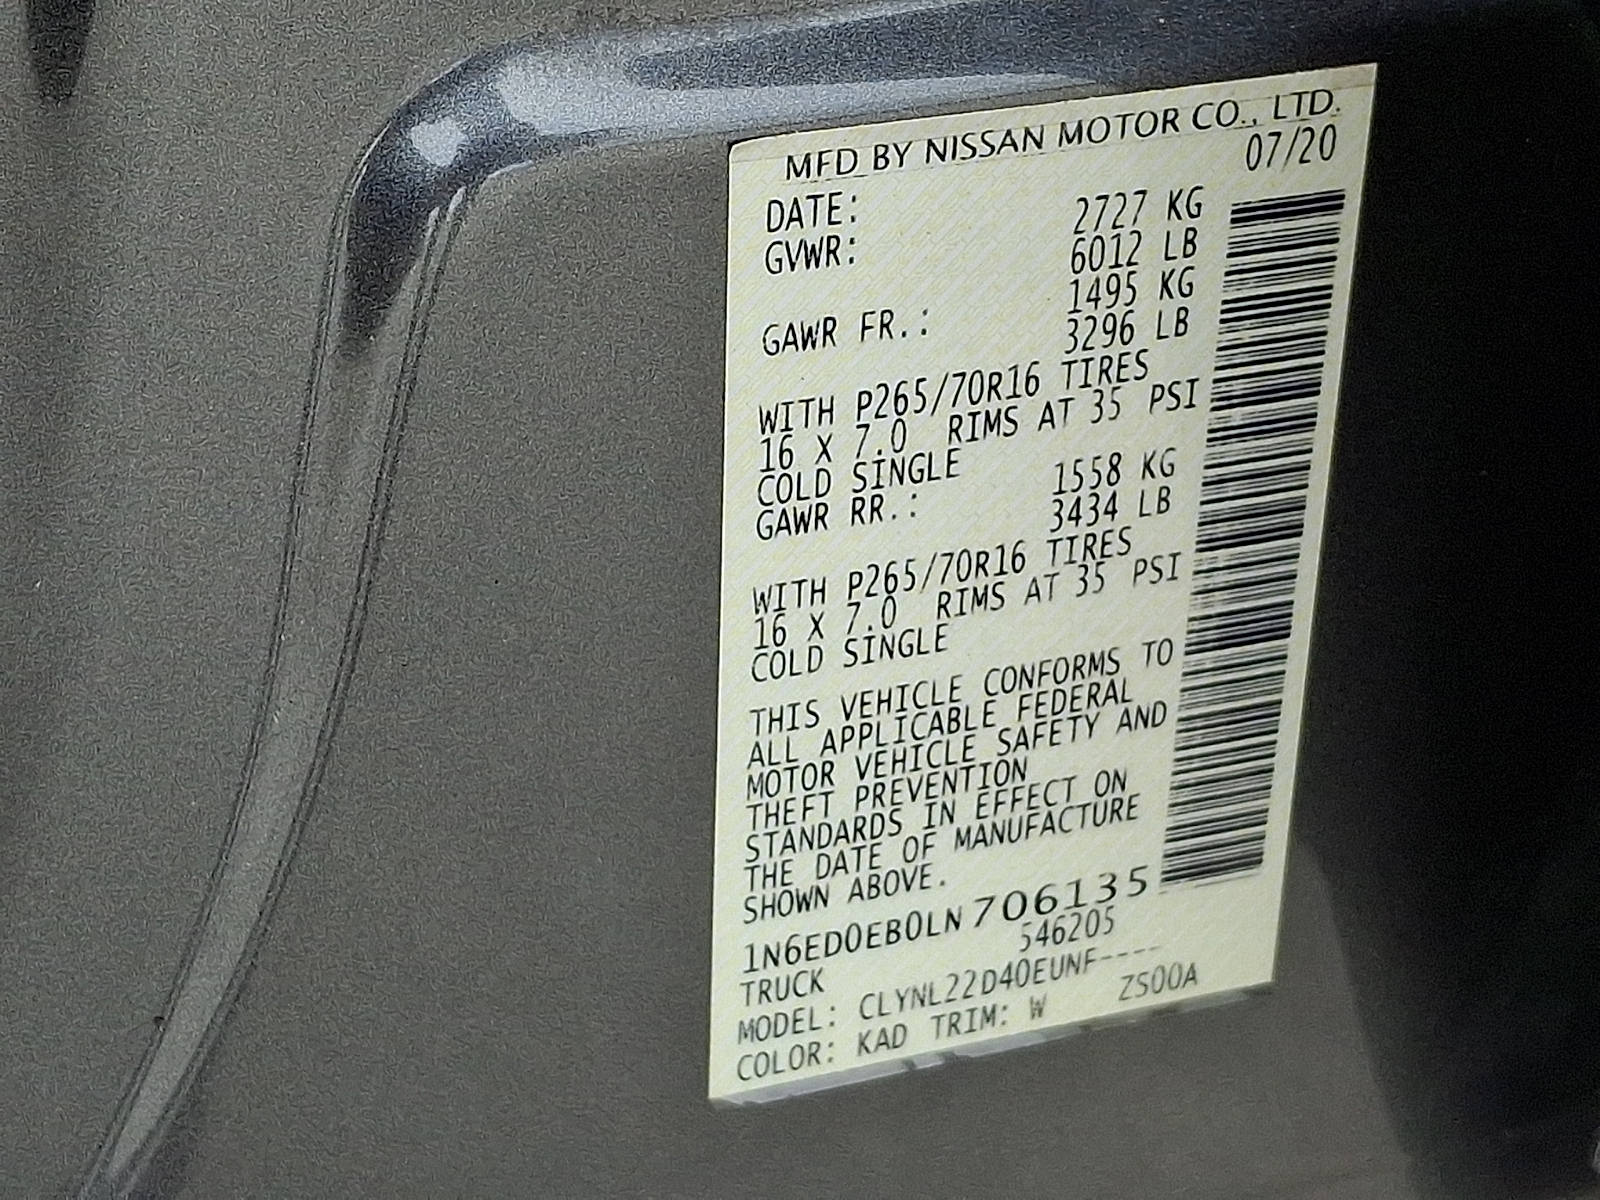 MFD BY NISSAN MOTOR CO., LTD.
DATE: 07/20
GVWR: 2727 KG
6012 LB
GAWR FR.: 1495 KG
3296 LB
WITH P265/70R16 TIRES
16 X 7.0 RIMS AT 35 PSI
COLD SINGLE
GAWR RR.: 1558 KG
3434 LB
WITH P265/70R16 TIRES
16 X 7.0 RIMS AT 35 PSI
COLD SINGLE
THIS VEHICLE CONFORMS TO
ALL APPLICABLE FEDERAL
MOTOR VEHICLE SAFETY AND
THEFT PREVENTION
STANDARDS IN EFFECT ON
THE DATE OF MANUFACTURE
SHOWN ABOVE.
1N6ED0EB0LN706135
TRUCK 546205
MODEL: CLYNL22D40EUNF----
COLOR: KAD TRIM: W ZS00A